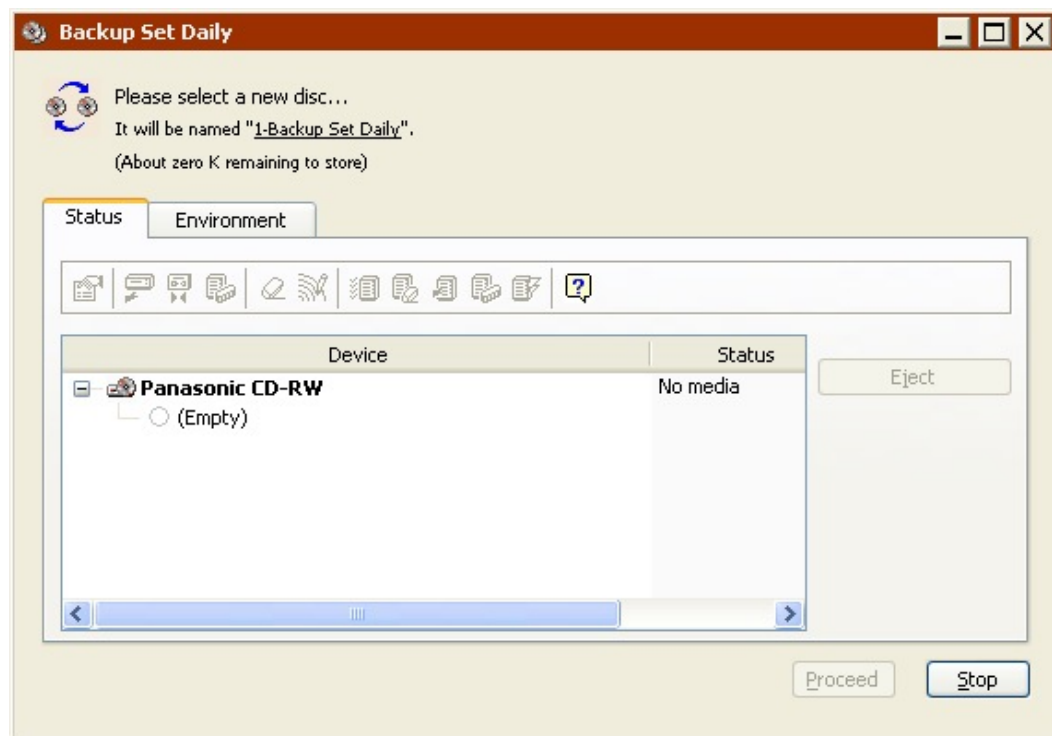 Backup Set Daily
Please select a new disc...
It will be named "1-Backup Set Daily".
(About zero K remaining to store)
Status Environment
Device Status
Panasonic CD-RW No media
Eject
(Empty)
Proceed Stop